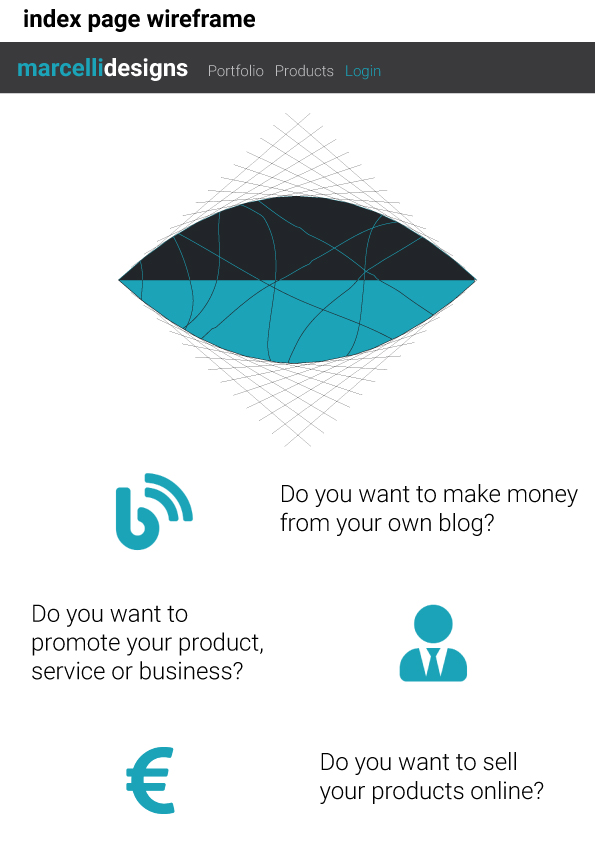 index page wireframe
marcellidesigns Portfolio Products Login
Do you want to make money
from your own blog?
Do you want to
promote your product,
service or business?
Do you want to sell
your products online?